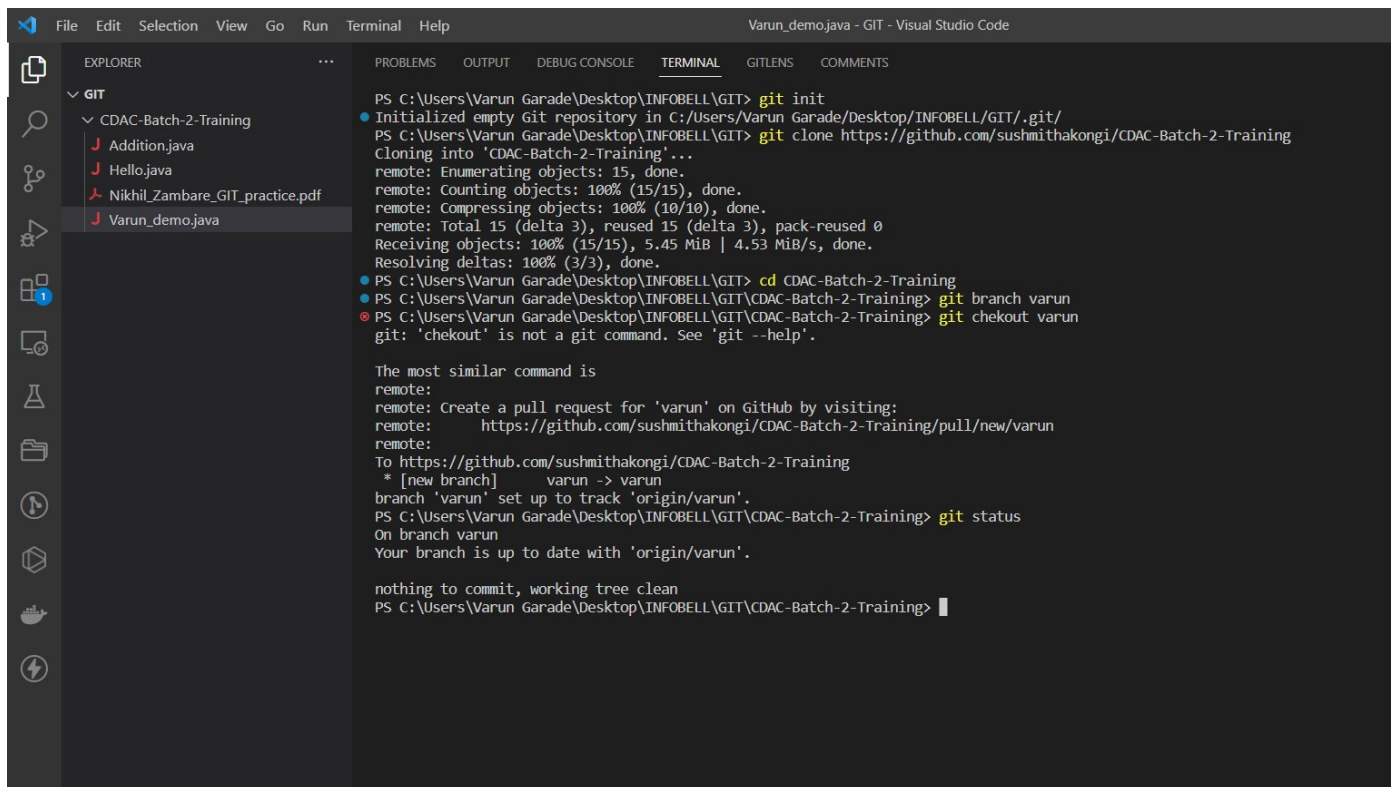 File Edit Selection View Go Run Terminal Help Varun_demo.java - GIT - Visual Studio Code
EXPLORER ...
PROBLEMS OUTPUT DEBUG CONSOLE TERMINAL GITLENS COMMENTS
GIT
CDAC-Batch-2-Training
J Addition.java
J Hello.java
Nikhil_Zambare_GIT_practice.pdf
J Varun_demo.java
1
PS C:\Users\Varun Garade\Desktop\INFOBELL\GIT> git init
Initialized empty Git repository in C:/Users/Varun Garade/Desktop/INFOBELL/GIT/.git/
PS C:\Users\Varun Garade\Desktop\INFOBELL\GIT> git clone https://github.com/sushmithakongi/CDAC-Batch-2-Training
Cloning into 'CDAC-Batch-2-Training'...
remote: Enumerating objects: 15, done.
remote: Counting objects: 100% (15/15), done.
remote: Compressing objects: 100% (10/10), done.
remote: Total 15 (delta 3), reused 15 (delta 3), pack-reused 0
Receiving objects: 100% (15/15), 5.45 MiB | 4.53 MiB/s, done.
Resolving deltas: 100% (3/3), done.
PS C:\Users\Varun Garade\Desktop\INFOBELL\GIT> cd CDAC-Batch-2-Training
PS C:\Users\Varun Garade\Desktop\INFOBELL\GIT\CDAC-Batch-2-Training> git branch varun
PS C:\Users\Varun Garade\Desktop\INFOBELL\GIT\CDAC-Batch-2-Training> git chekout varun
git: 'chekout' is not a git command. See 'git --help'.
The most similar command is
remote:
remote: Create a pull request for 'varun' on GitHub by visiting:
remote: https://github.com/sushmithakongi/CDAC-Batch-2-Training/pull/new/varun
remote:
To https://github.com/sushmithakongi/CDAC-Batch-2-Training
* [new branch] varun -> varun
branch 'varun' set up to track 'origin/varun'.
PS C:\Users\Varun Garade\Desktop\INFOBELL\GIT\CDAC-Batch-2-Training> git status
On branch varun
Your branch is up to date with 'origin/varun'.
nothing to commit, working tree clean
PS C:\Users\Varun Garade\Desktop\INFOBELL\GIT\CDAC-Batch-2-Training>